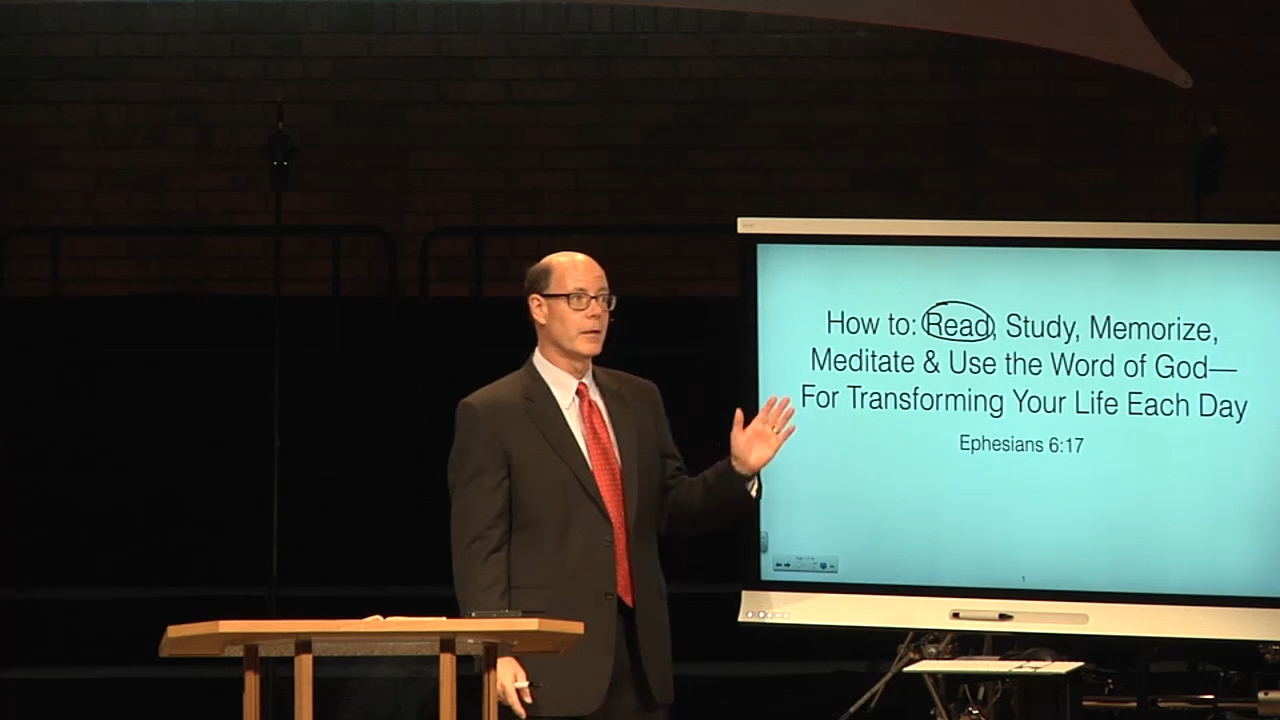 How to: Read, Study, Memorize,
Meditate & Use the Word of God—
For Transforming Your Life Each Day
Ephesians 6:17
1